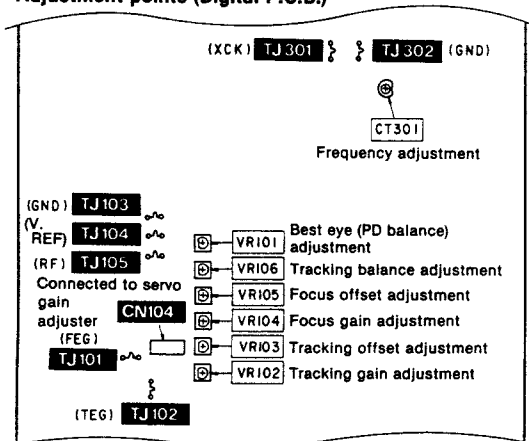 Adjustment points (Digital P.C.B.)
(XCK) TJ301 TJ302 (GND)
CT301
Frequency adjustment
(GND) TJ103
(V. REF) TJ104
(RF) TJ105
Connected to servo gain adjuster
CN104
(FEG)
TJ101
(TEG) TJ102
VR101 Best eye (PD balance) adjustment
VR106 Tracking balance adjustment
VR105 Focus offset adjustment
VR104 Focus gain adjustment
VR103 Tracking offset adjustment
VR102 Tracking gain adjustment